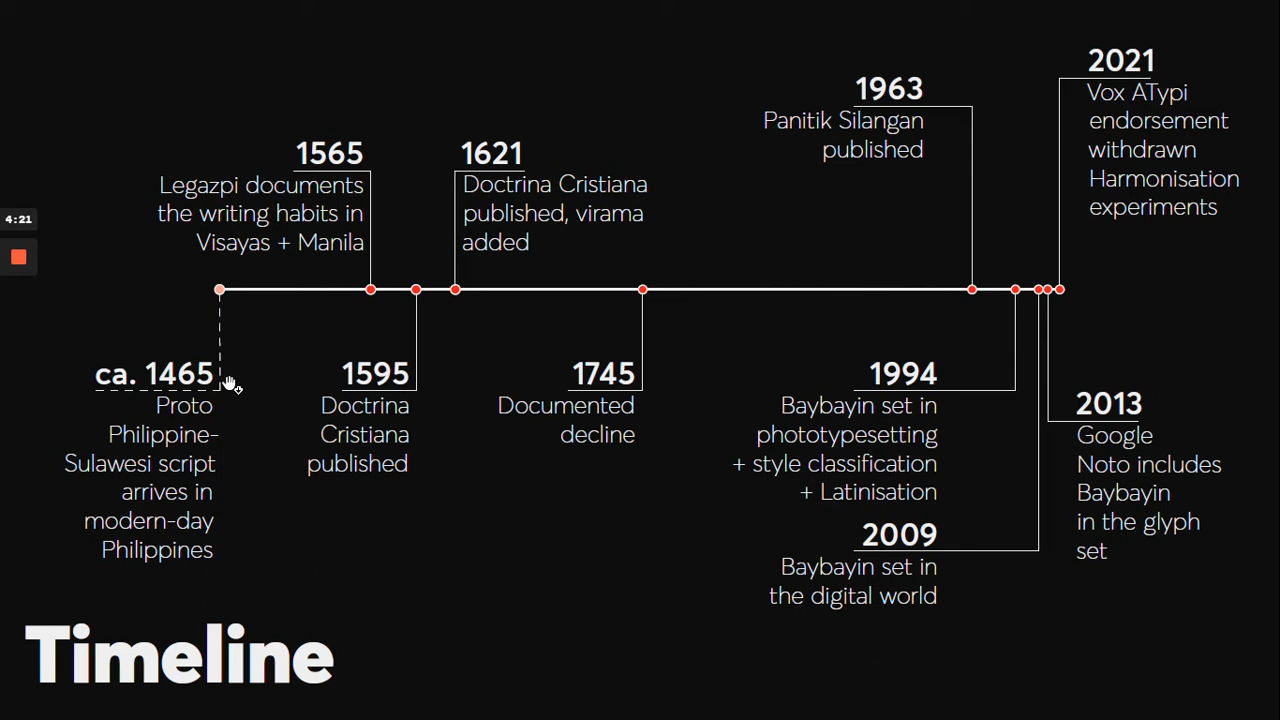 2021
Vox ATypi
endorsement
withdrawn
Harmonisation
experiments
1963
Panitik Silangan
published
1565
Legazpi documents
the writing habits in
Visayas + Manila
1621
Doctrina Cristiana
published, virama
added
4:21
ca. 1465
Proto
Philippine-
Sulawesi script
arrives in
modern-day
Philippines
1595
Doctrina
Cristiana
published
1745
Documented
decline
1994
Baybayin set in
phototypesetting
+ style classification
+ Latinisation
2009
Baybayin set in
the digital world
2013
Google
Noto includes
Baybayin
in the glyph
set
Timeline